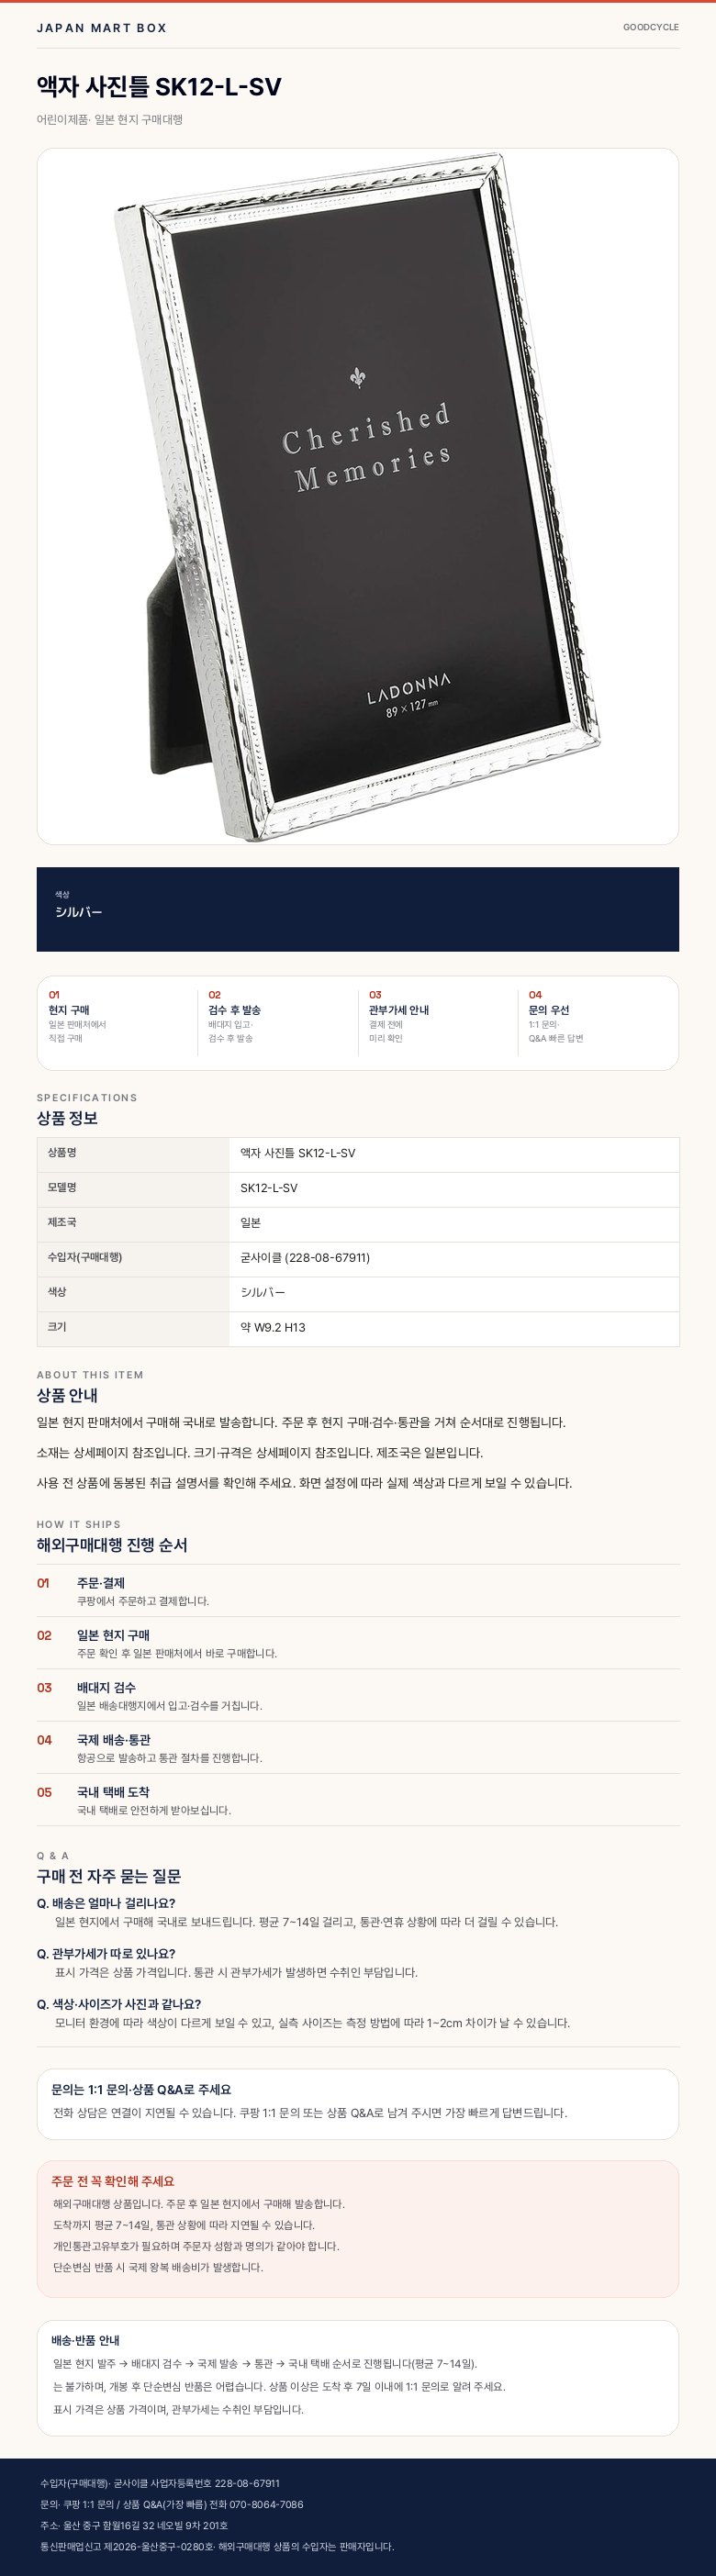 JAPAN MART BOX
GOODCYCLE
액자 사진틀 SK12-L-SV
어린이제품· 일본 현지 구매대행
Cherished
Memories
LADONNA
89×127mm
색상
シルバー
01
현지 구매
일본 판매처에서
직접 구매
02
검수 후 발송
배대지 입고·
검수 후 발송
03
관부가세 안내
결제 전에
미리 확인
04
문의 우선
1:1 문의·
Q&A 빠른 답변
SPECIFICATIONS
상품 정보
상품명 액자 사진틀 SK12-L-SV
모델명 SK12-L-SV
제조국 일본
수입자(구매대행) 굳사이클 (228-08-67911)
색상 シルバー
크기 약 W9.2 H13
ABOUT THIS ITEM
상품 안내
일본 현지 판매처에서 구매해 국내로 발송합니다. 주문 후 현지 구매·검수·통관을 거쳐 순서대로 진행됩니다.
소재는 상세페이지 참조입니다. 크기·규격은 상세페이지 참조입니다. 제조국은 일본입니다.
사용 전 상품에 동봉된 취급 설명서를 확인해 주세요. 화면 설정에 따라 실제 색상과 다르게 보일 수 있습니다.
HOW IT SHIPS
해외구매대행 진행 순서
01 주문·결제
쿠팡에서 주문하고 결제합니다.
02 일본 현지 구매
주문 확인 후 일본 판매처에서 바로 구매합니다.
03 배대지 검수
일본 배송대행지에서 입고·검수를 거칩니다.
04 국제 배송·통관
항공으로 발송하고 통관 절차를 진행합니다.
05 국내 택배 도착
국내 택배로 안전하게 받아보십니다.
Q & A
구매 전 자주 묻는 질문
Q. 배송은 얼마나 걸리나요?
일본 현지에서 구매해 국내로 보내드립니다. 평균 7~14일 걸리고, 통관·연휴 상황에 따라 더 걸릴 수 있습니다.
Q. 관부가세가 따로 있나요?
표시 가격은 상품 가격입니다. 통관 시 관부가세가 발생하면 수취인 부담입니다.
Q. 색상·사이즈가 사진과 같나요?
모니터 환경에 따라 색상이 다르게 보일 수 있고, 실측 사이즈는 측정 방법에 따라 1~2cm 차이가 날 수 있습니다.
문의는 1:1 문의·상품 Q&A로 주세요
전화 상담은 연결이 지연될 수 있습니다. 쿠팡 1:1 문의 또는 상품 Q&A로 남겨 주시면 가장 빠르게 답변드립니다.
주문 전 꼭 확인해 주세요
해외구매대행 상품입니다. 주문 후 일본 현지에서 구매해 발송합니다.
도착까지 평균 7~14일, 통관 상황에 따라 지연될 수 있습니다.
개인통관고유부호가 필요하며 주문자 성함과 명의가 같아야 합니다.
단순변심 반품 시 국제 왕복 배송비가 발생합니다.
배송·반품 안내
일본 현지 발주 → 배대지 검수 → 국제 발송 → 통관 → 국내 택배 순서로 진행됩니다(평균 7~14일).
는 불가하며, 개봉 후 단순변심 반품은 어렵습니다. 상품 이상은 도착 후 7일 이내에 1:1 문의로 알려 주세요.
표시 가격은 상품 가격이며, 관부가세는 수취인 부담입니다.
수입자(구매대행)· 굳사이클 사업자등록번호 228-08-67911
문의· 쿠팡 1:1 문의 / 상품 Q&A(가장 빠름) 전화 070-8064-7086
주소· 울산 중구 함월16길 32 네오빌 9차 201호
통신판매업신고 제2026-울산중구-0280호· 해외구매대행 상품의 수입자는 판매자입니다.